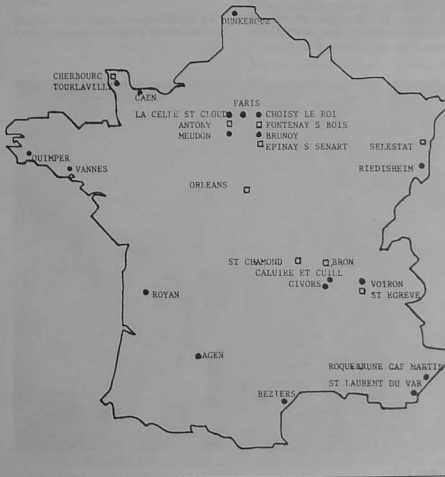 DUNKERQUE
CHERBOURG
TOURLAVILLE
CAEN
PARIS
LA CELLE ST CLOUD
CHOISY LE ROI
ANTONY
FONTENAY S BOIS
MEUDON
BRUNOY
EPINAY S SENART
SELESTAT
RIEDISHEIM
QUIMPER
VANNES
ORLEANS
ST CHAMOND
BRON
CALUIRE ET CUIRE
GIVORS
VOIRON
ST EGREVE
ROYAN
AGEN
ROQUEBRUNE CAP MARTIN
ST LAURENT DU VAR
BEZIERS